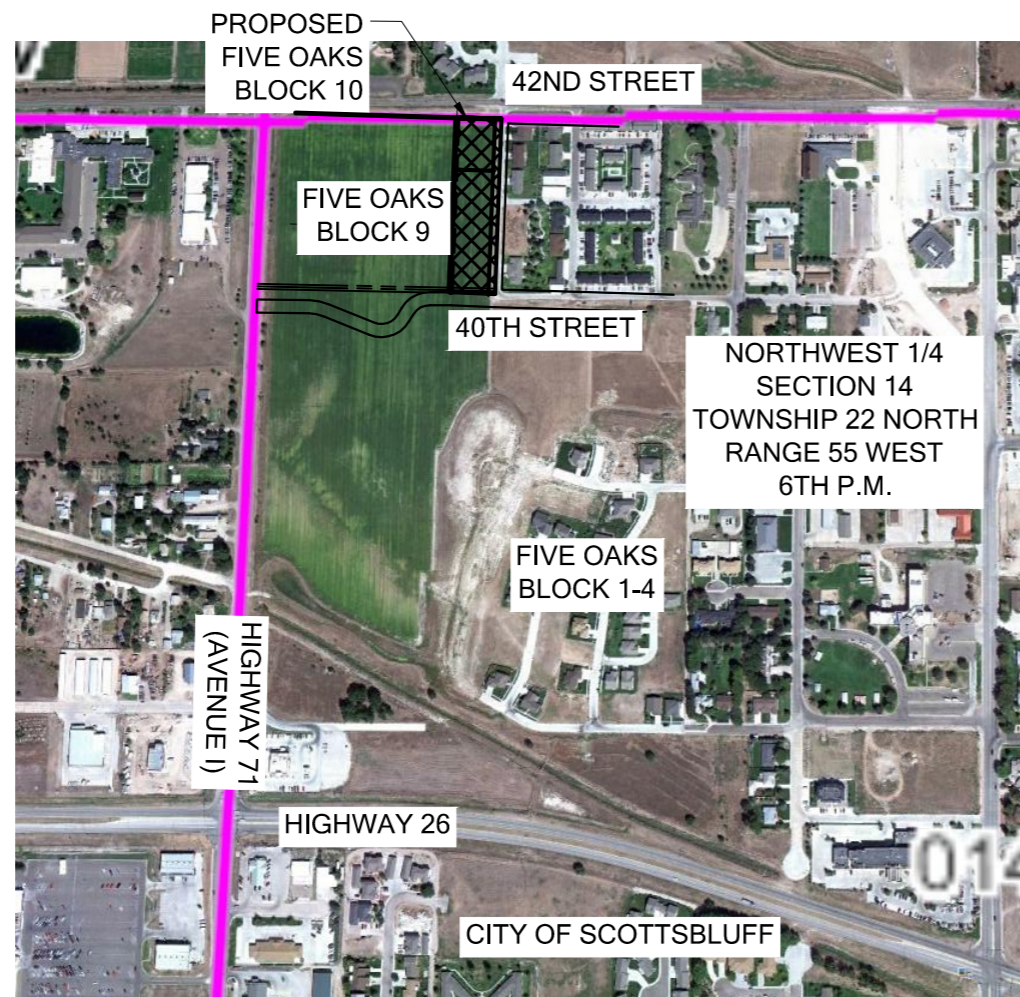 PROPOSED
FIVE OAKS
BLOCK 10
42ND STREET
FIVE OAKS
BLOCK 9
40TH STREET
NORTHWEST 1/4
SECTION 14
TOWNSHIP 22 NORTH
RANGE 55 WEST
6TH P.M.
FIVE OAKS
BLOCK 1-4
HIGHWAY 71
(AVENUE I)
HIGHWAY 26
014
CITY OF SCOTTSBLUFF